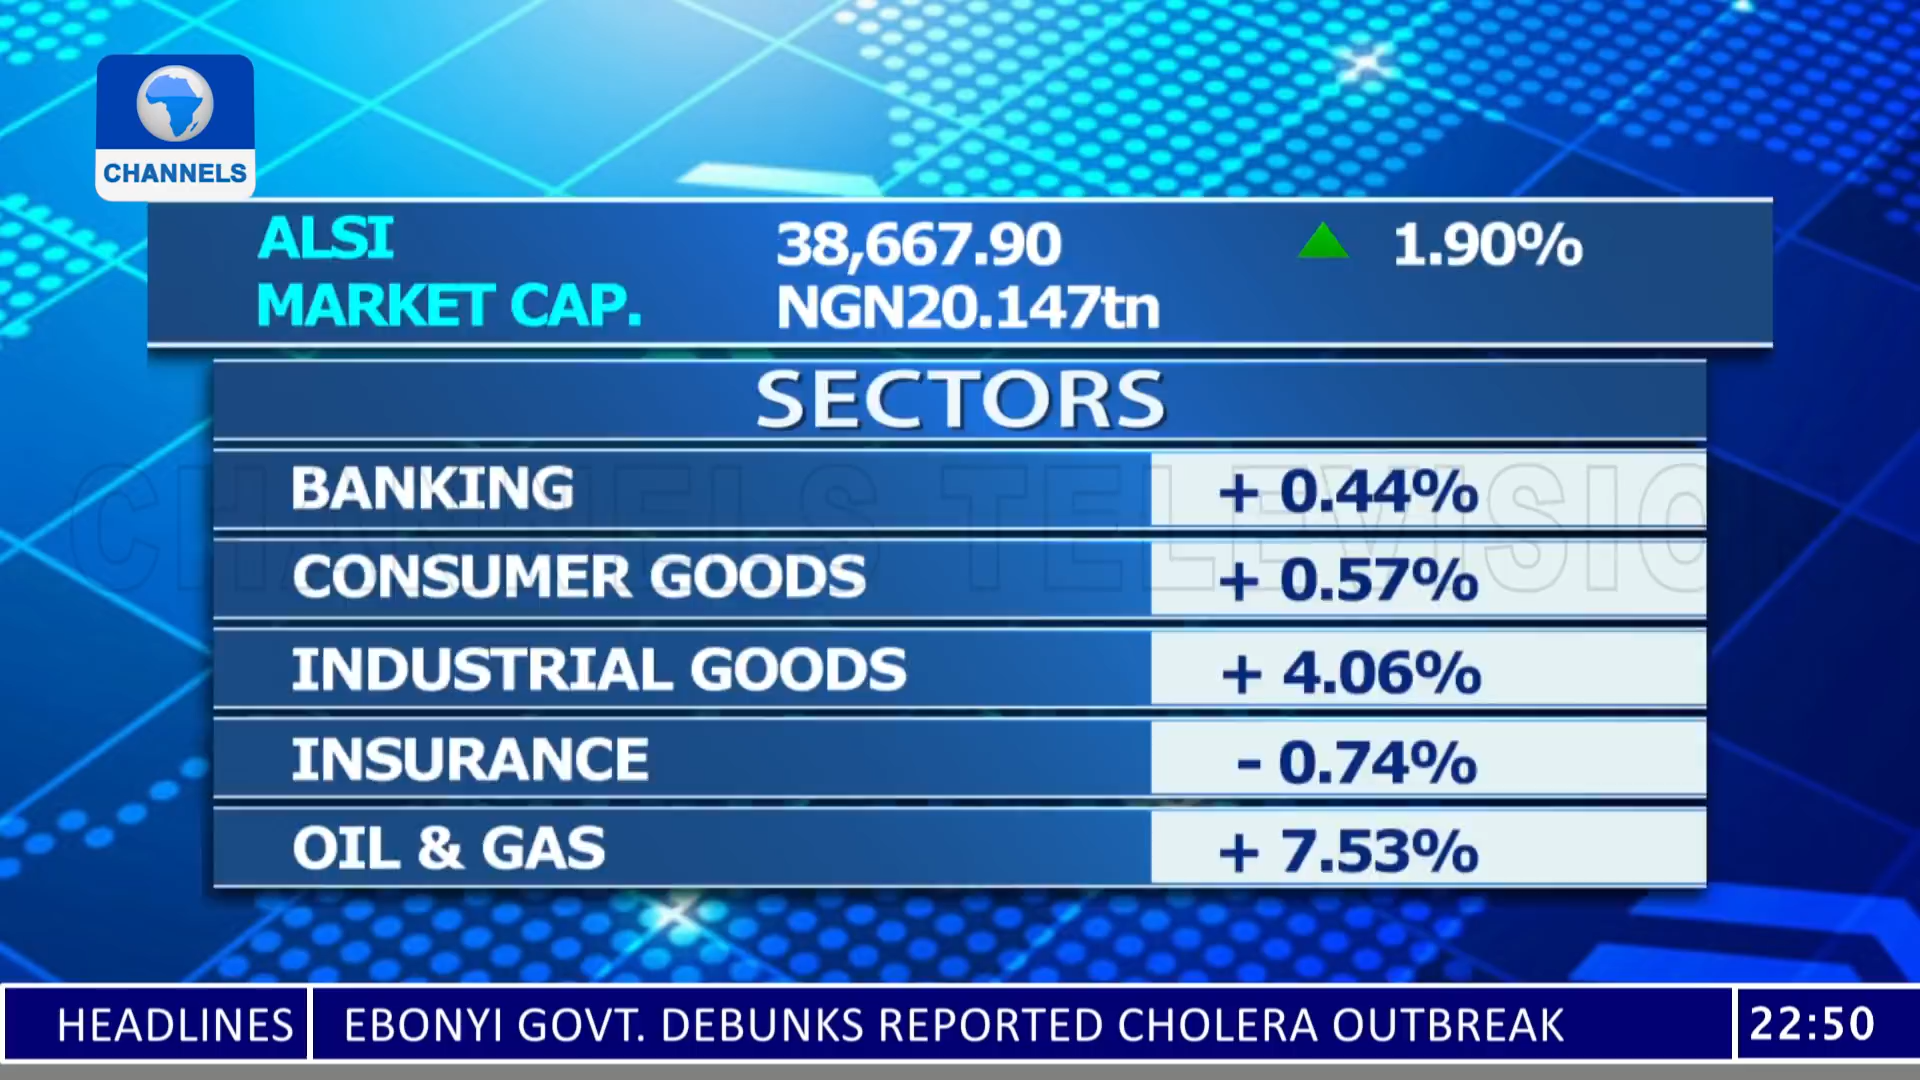 CHANNELS
ALSI 38,667.90 1.90%
MARKET CAP. NGN20.147tn
SECTORS
CHANNELS TELEVISION
BANKING + 0.44%
CONSUMER GOODS + 0.57%
INDUSTRIAL GOODS + 4.06%
INSURANCE - 0.74%
OIL & GAS + 7.53%
HEADLINES EBONYI GOVT. DEBUNKS REPORTED CHOLERA OUTBREAK 22:50